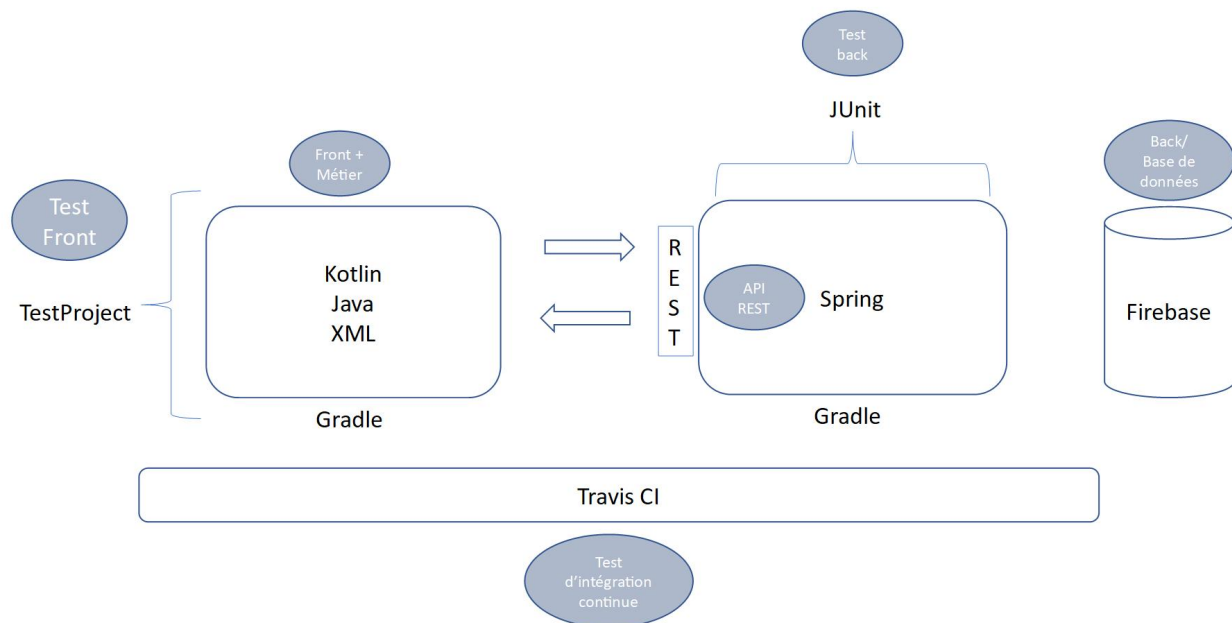 Test
back
JUnit
Front +
Métier
Back/
Base de
données
Test
Front
TestProject
Kotlin
Java
XML
Gradle
R
E
S
T
API
REST
Spring
Gradle
Firebase
Travis CI
Test
d’intégration
continue